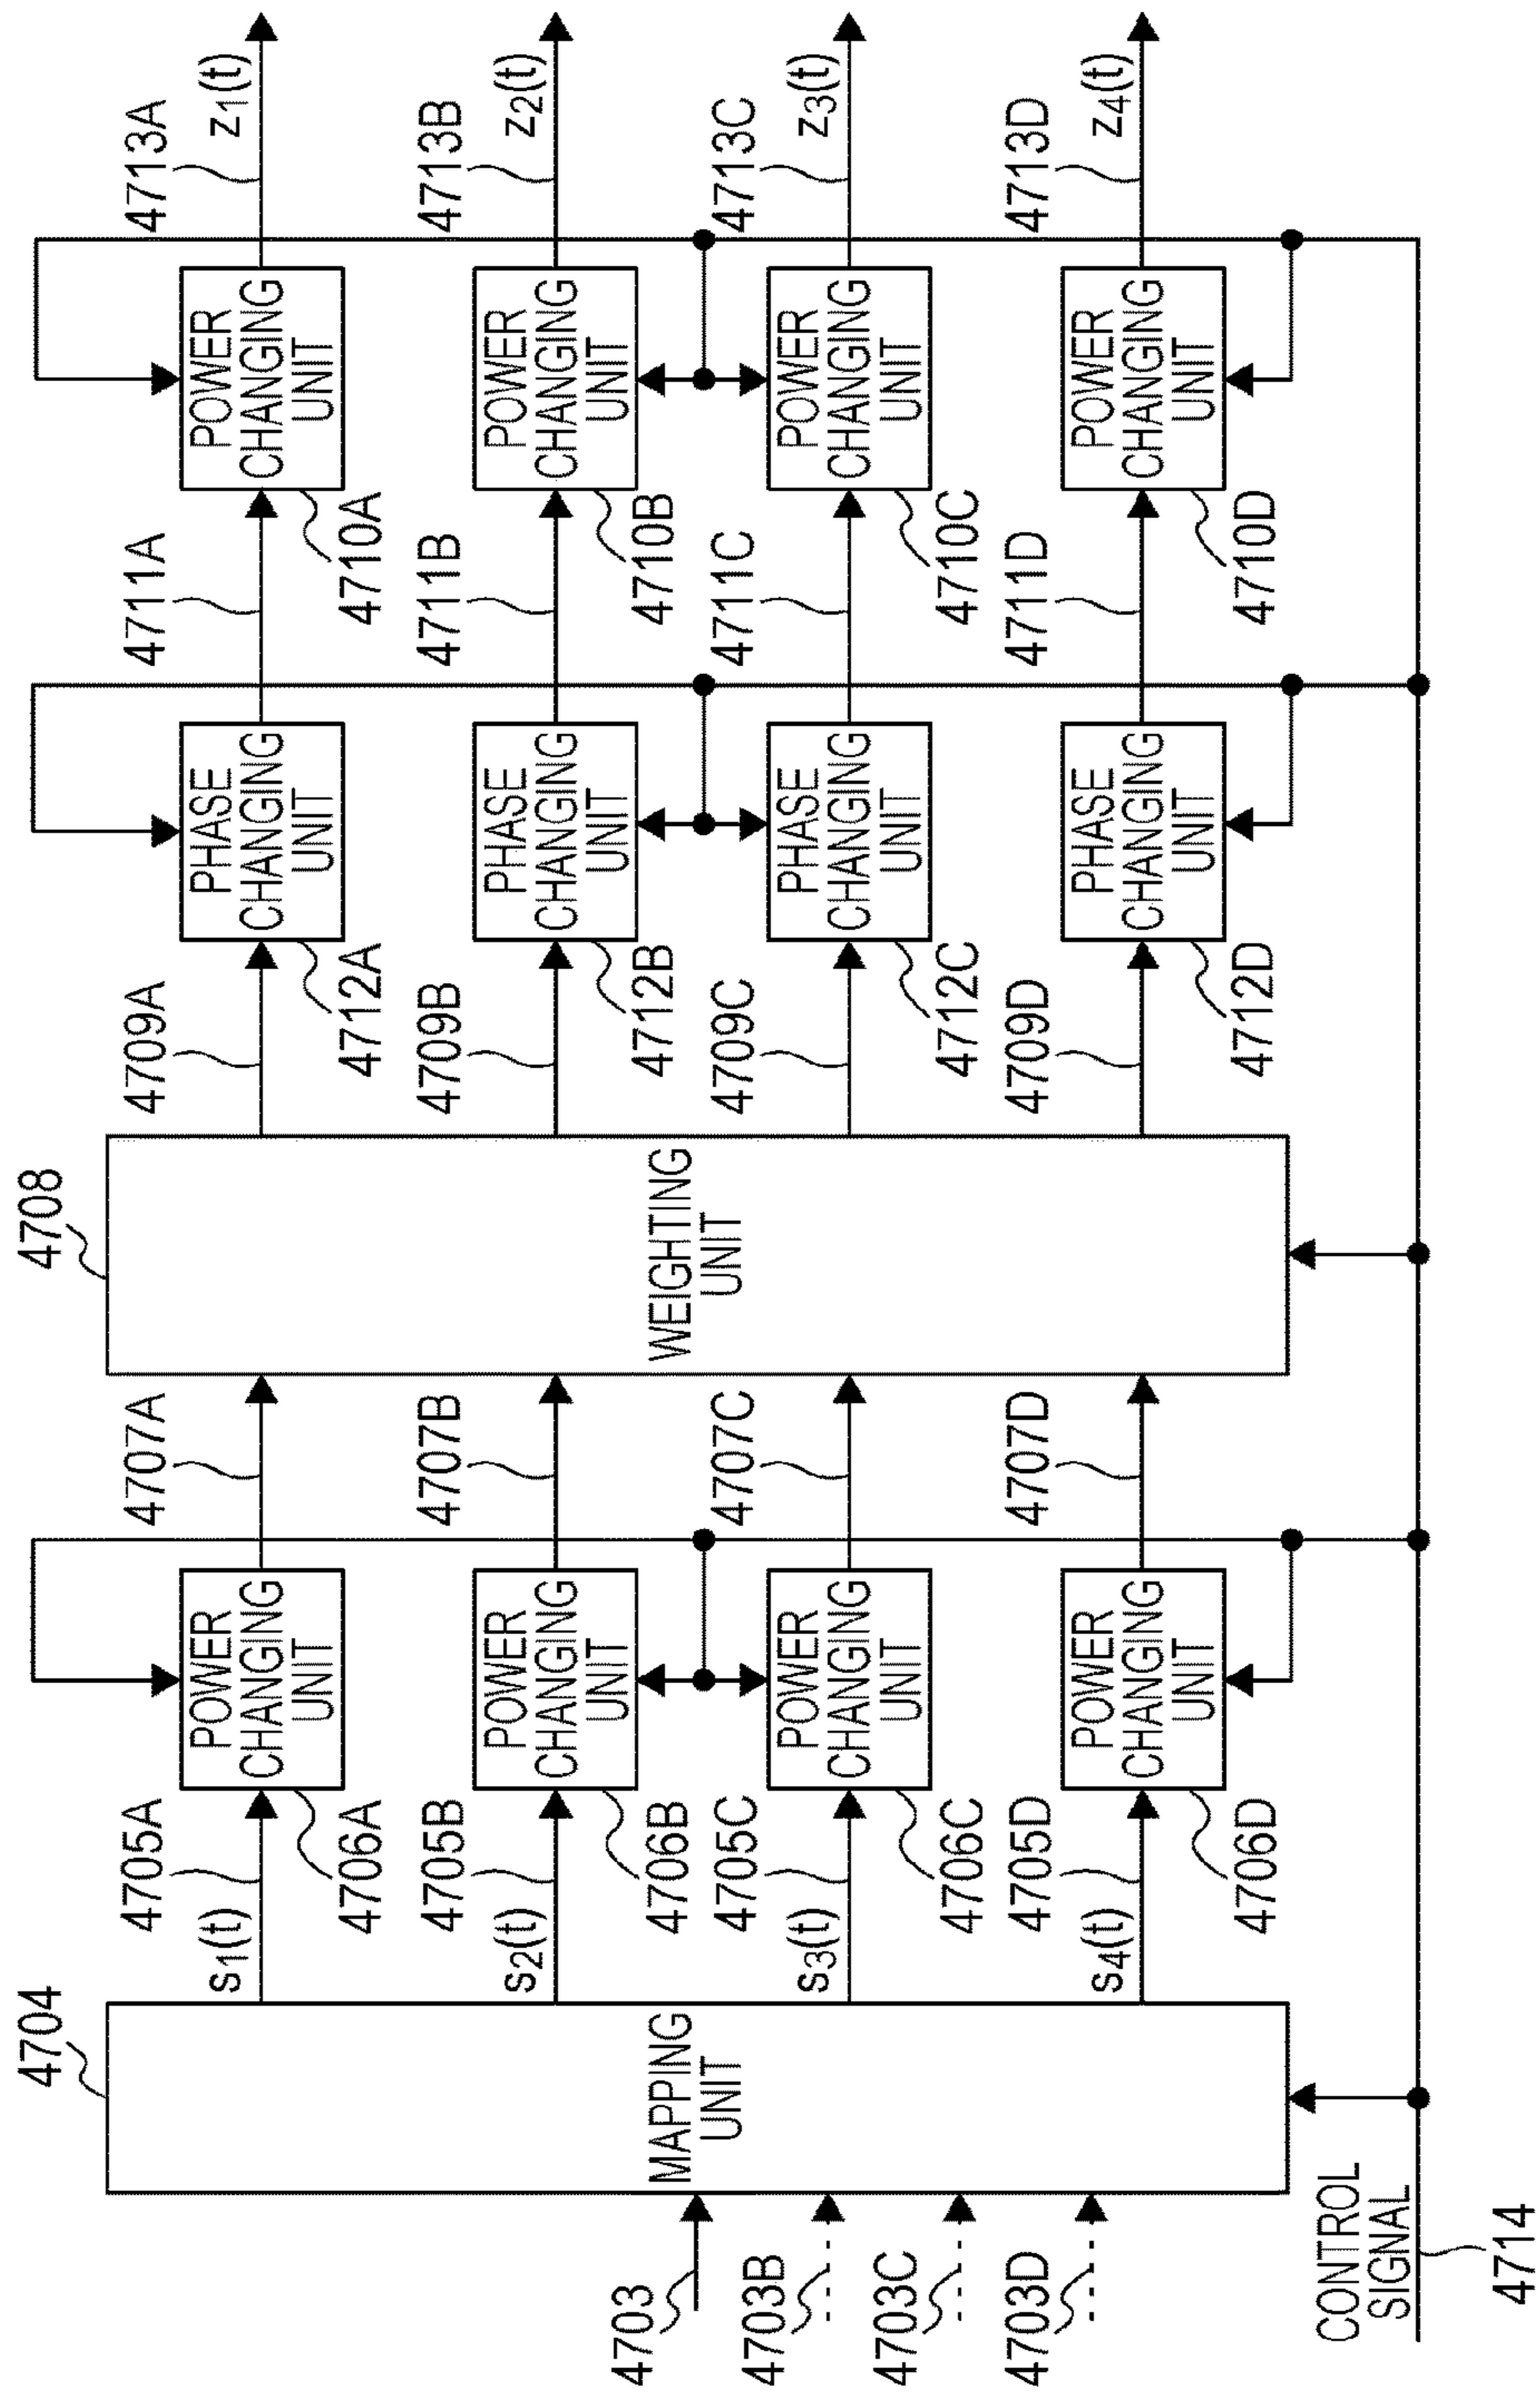 4704
MAPPING
UNIT
4703
4703B
4703C
4703D
CONTROL
SIGNAL
4714
s1(t)
4705A
4706A
POWER
CHANGING
UNIT
4707A
s2(t)
4705B
4706B
POWER
CHANGING
UNIT
4707B
s3(t)
4705C
4706C
POWER
CHANGING
UNIT
4707C
s4(t)
4705D
4706D
POWER
CHANGING
UNIT
4707D
4708
WEIGHTING
UNIT
4709A
4712A
PHASE
CHANGING
UNIT
4711A
4709B
4712B
PHASE
CHANGING
UNIT
4711B
4709C
4712C
PHASE
CHANGING
UNIT
4711C
4709D
4712D
PHASE
CHANGING
UNIT
4711D
4710A
POWER
CHANGING
UNIT
4713A
z1(t)
4710B
POWER
CHANGING
UNIT
4713B
z2(t)
4710C
POWER
CHANGING
UNIT
4713C
z3(t)
4710D
POWER
CHANGING
UNIT
4713D
z4(t)